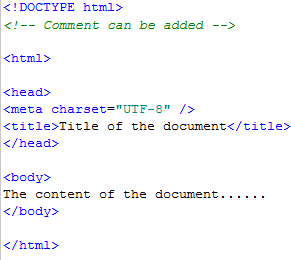 <!DOCTYPE html>
<!-- Comment can be added -->
<html>
<head>
<meta charset="UTF-8" />
<title>Title of the document</title>
</head>
<body>
The content of the document......
</body>
</html>